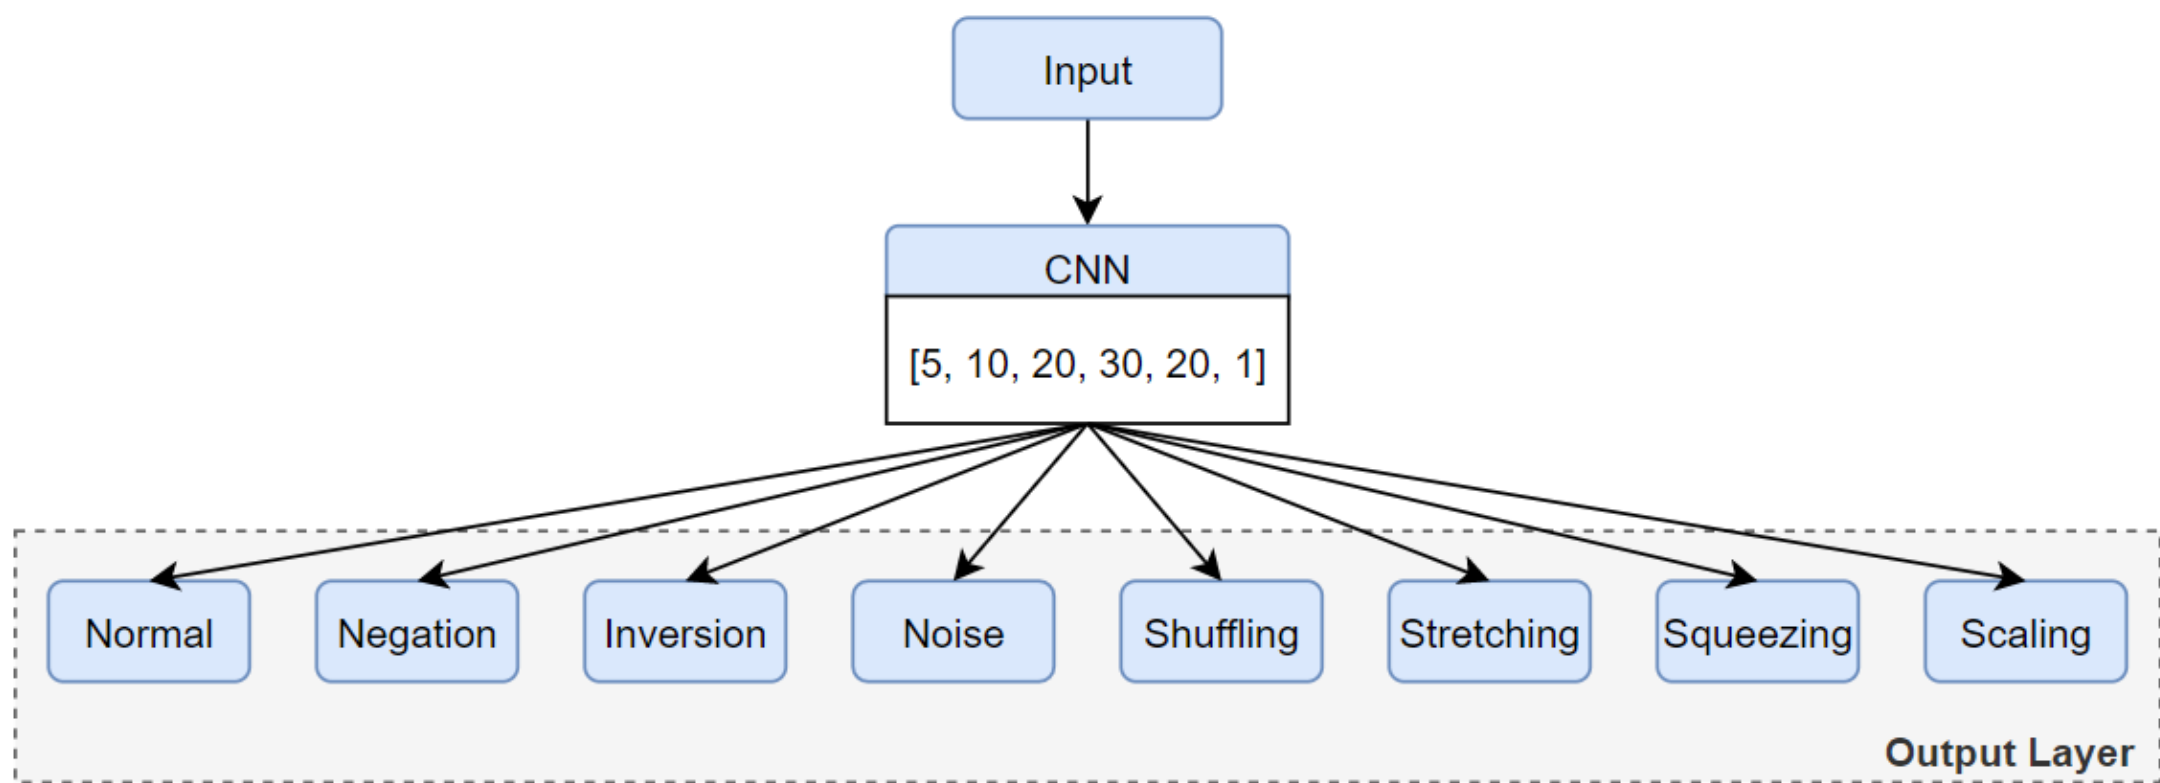 Input
CNN
[5, 10, 20, 30, 20, 1]
Normal
Negation
Inversion
Noise
Shuffling
Stretching
Squeezing
Scaling
Output Layer